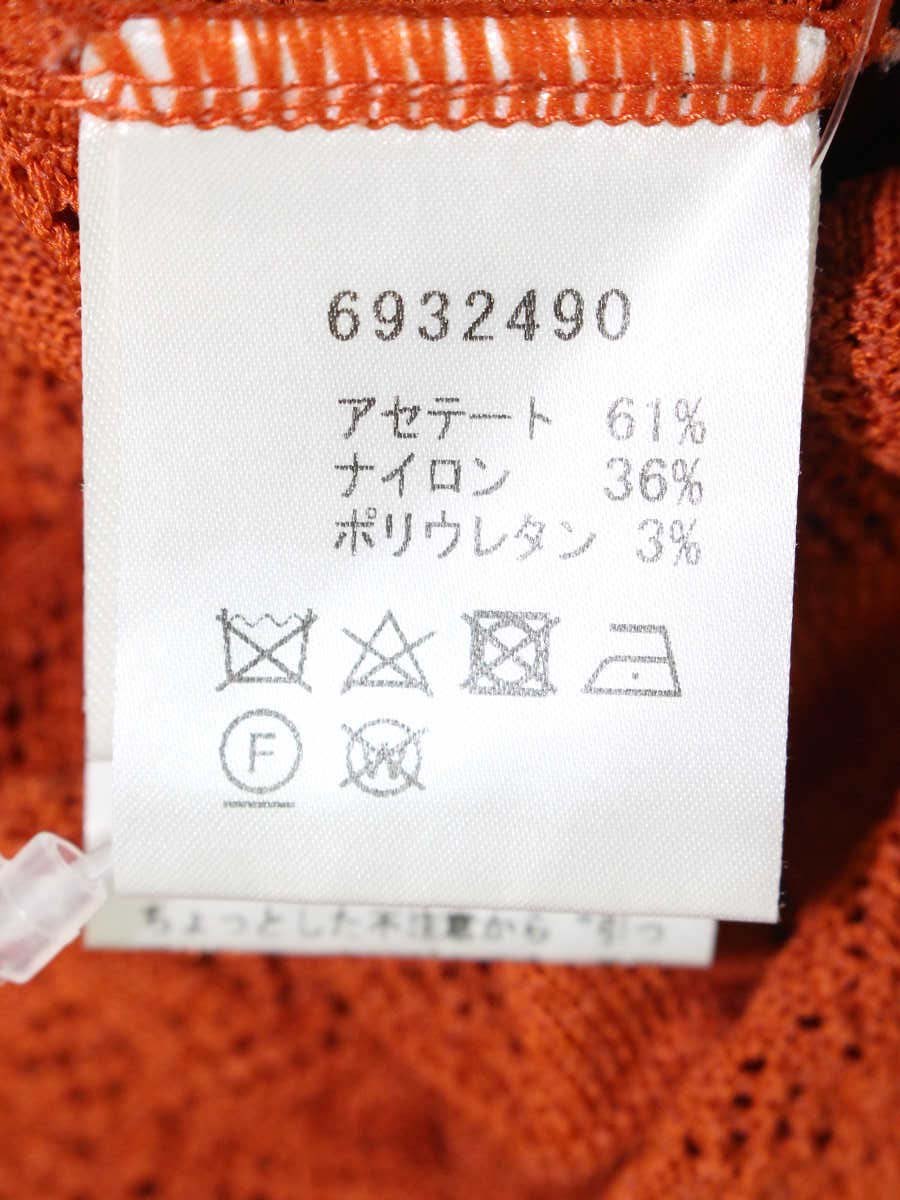 6932490
アセテート 61%
ナイロン 36%
ポリウレタン 3%
F
W
ちょっとした不注意から "引っ